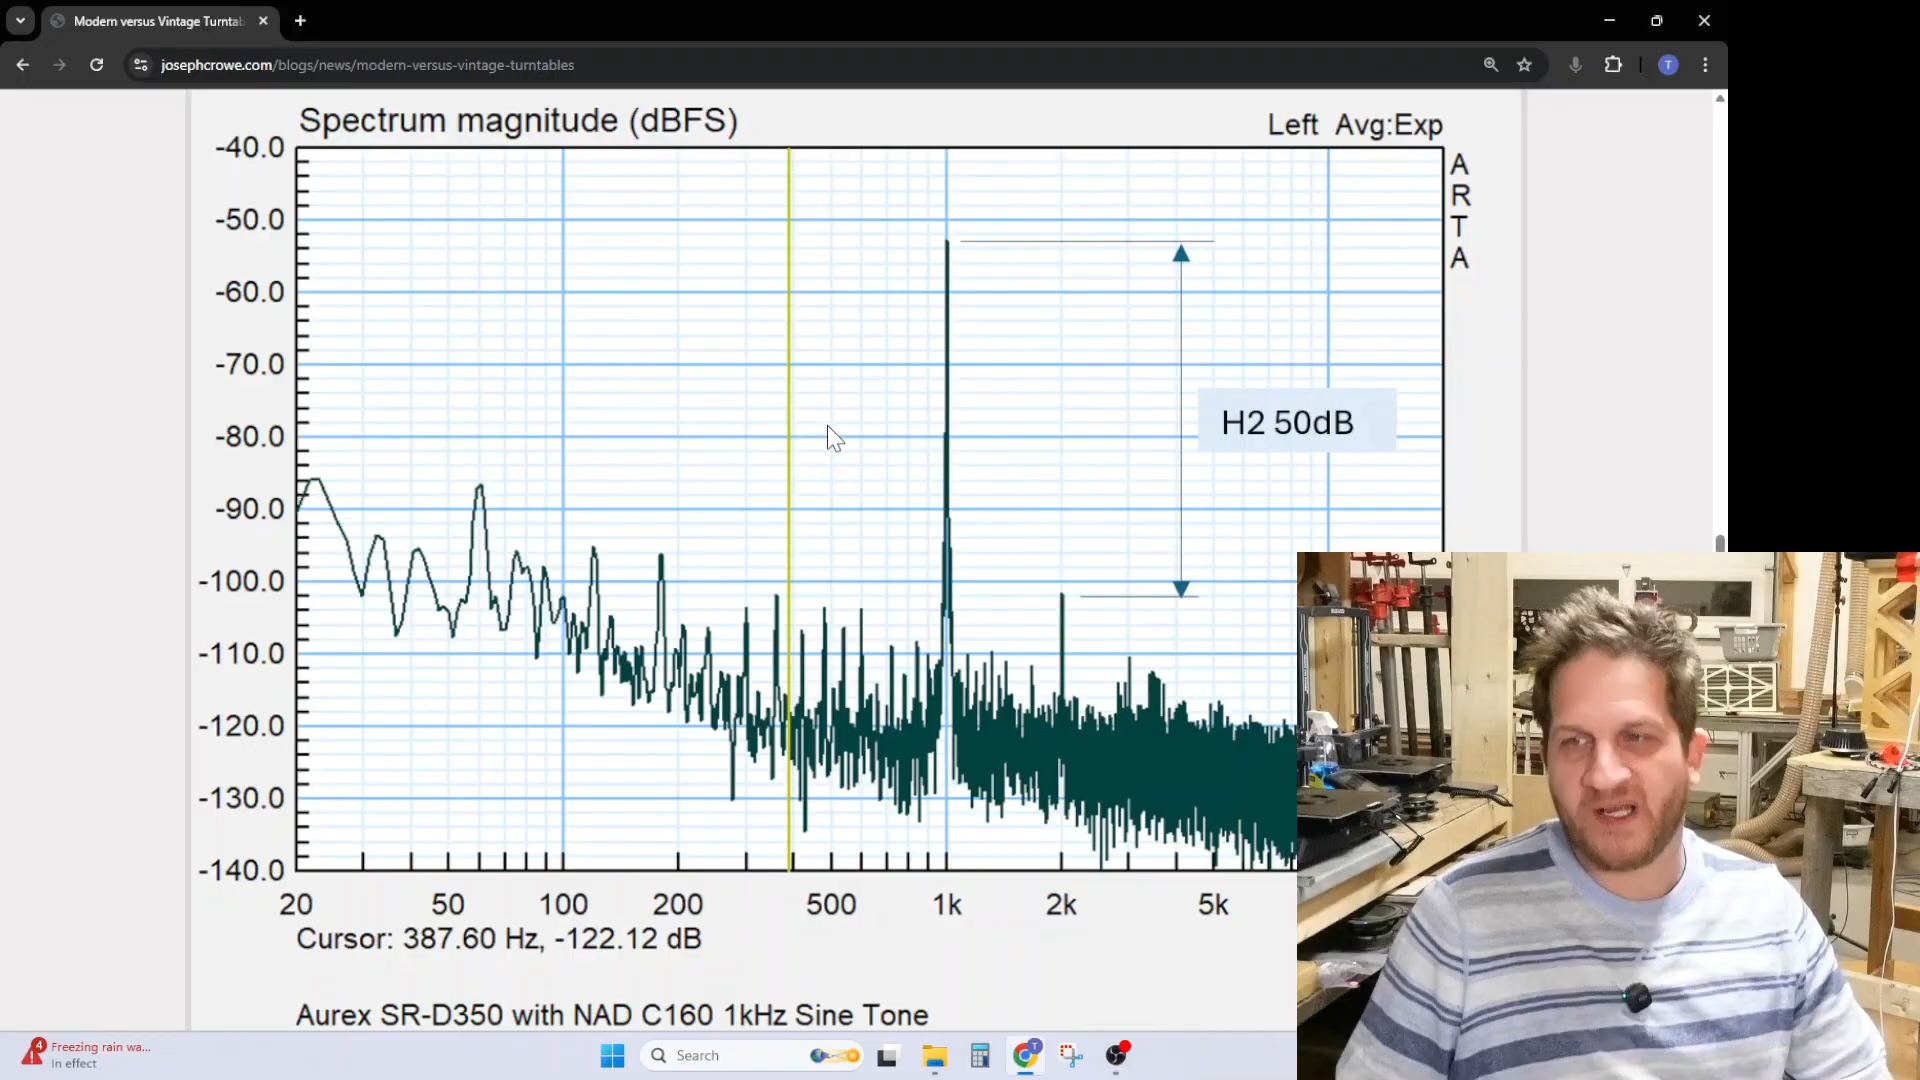 Modern versus Vintage Turnta
josephcrowe.com/blogs/news/modern-versus-vintage-turntables
T
Spectrum magnitude (dBFS)
Left Avg:Exp
A
R
T
A
-40.0
-50.0
-60.0
-70.0
-80.0
-90.0
-100.0
-110.0
-120.0
-130.0
-140.0
H2 50dB
20 50 100 200 500 1k 2k 5k
Cursor: 387.60 Hz, -122.12 dB
Aurex SR-D350 with NAD C160 1kHz Sine Tone
4
Freezing rain wa...
In effect
Search
T